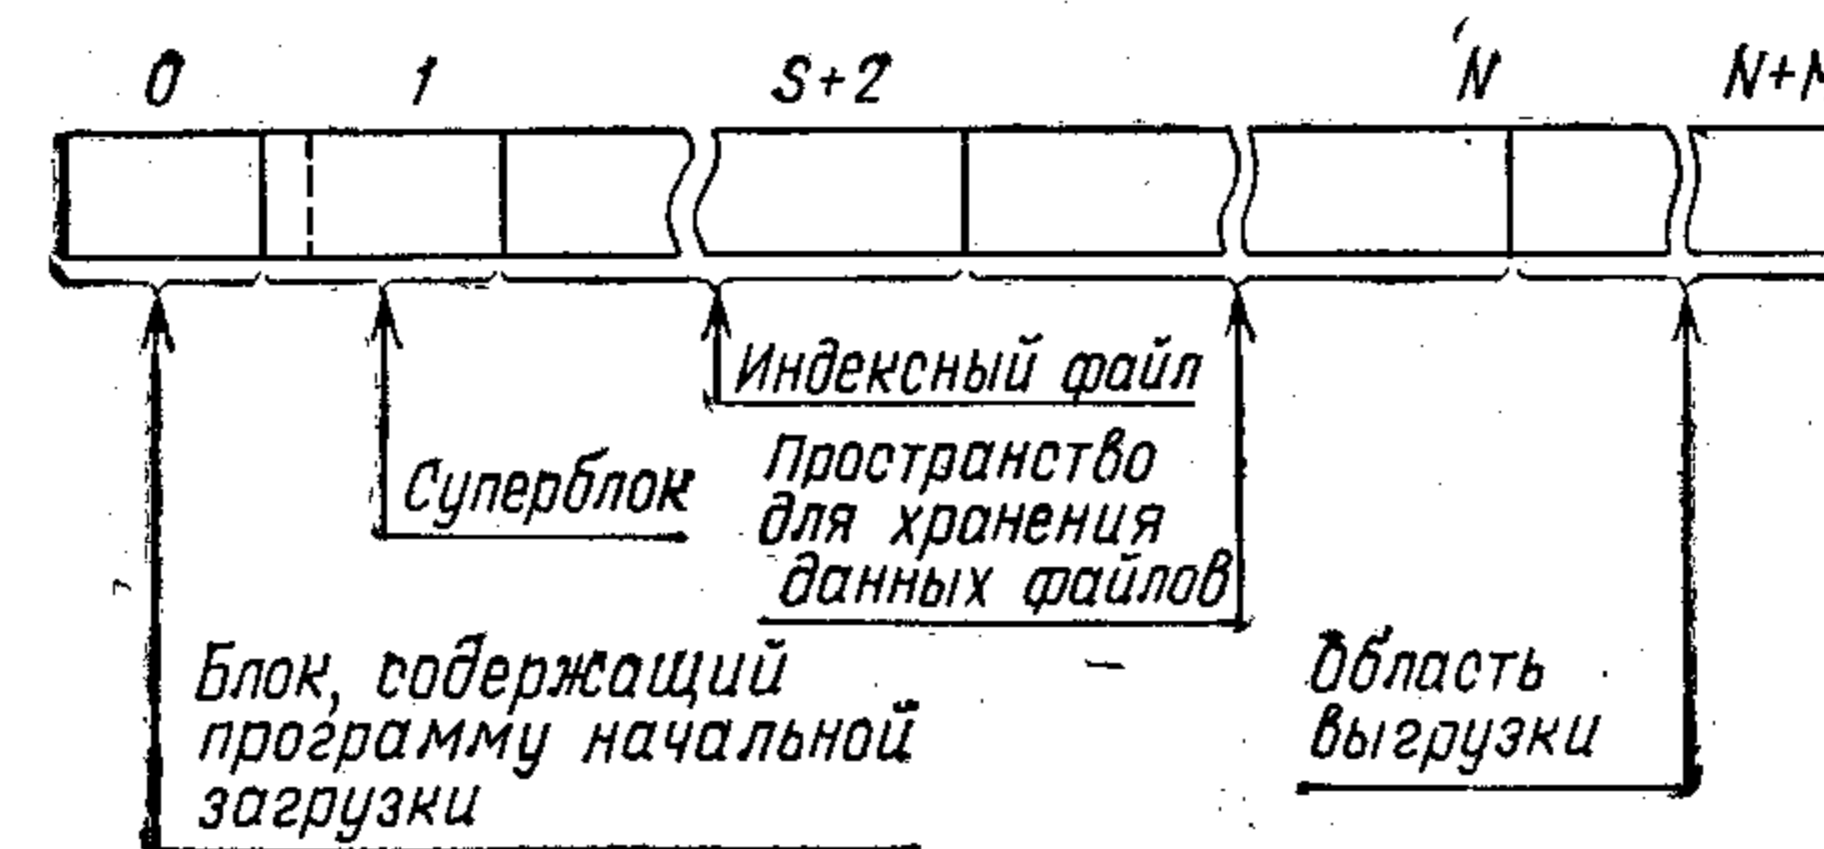 0 1 S+2 N N+
Индексный файл
Пространство
для хранения
данных файлов
Суперблок
Блок, содержащий
программу начальной
загрузки
Область
выгрузки